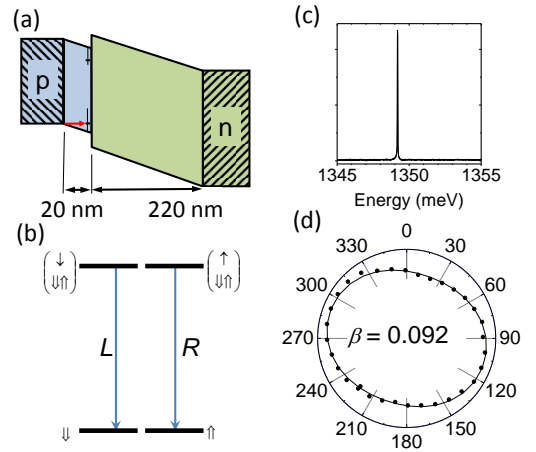 (a)
p
n
20 nm
220 nm
(b)
↓
⇓⇑
↑
⇓⇑
L
R
⇓
⇑
(c)
1345 1350 1355
Energy (meV)
(d)
0
330 30
300 60
270 β = 0.092 90
240 120
210 150
180